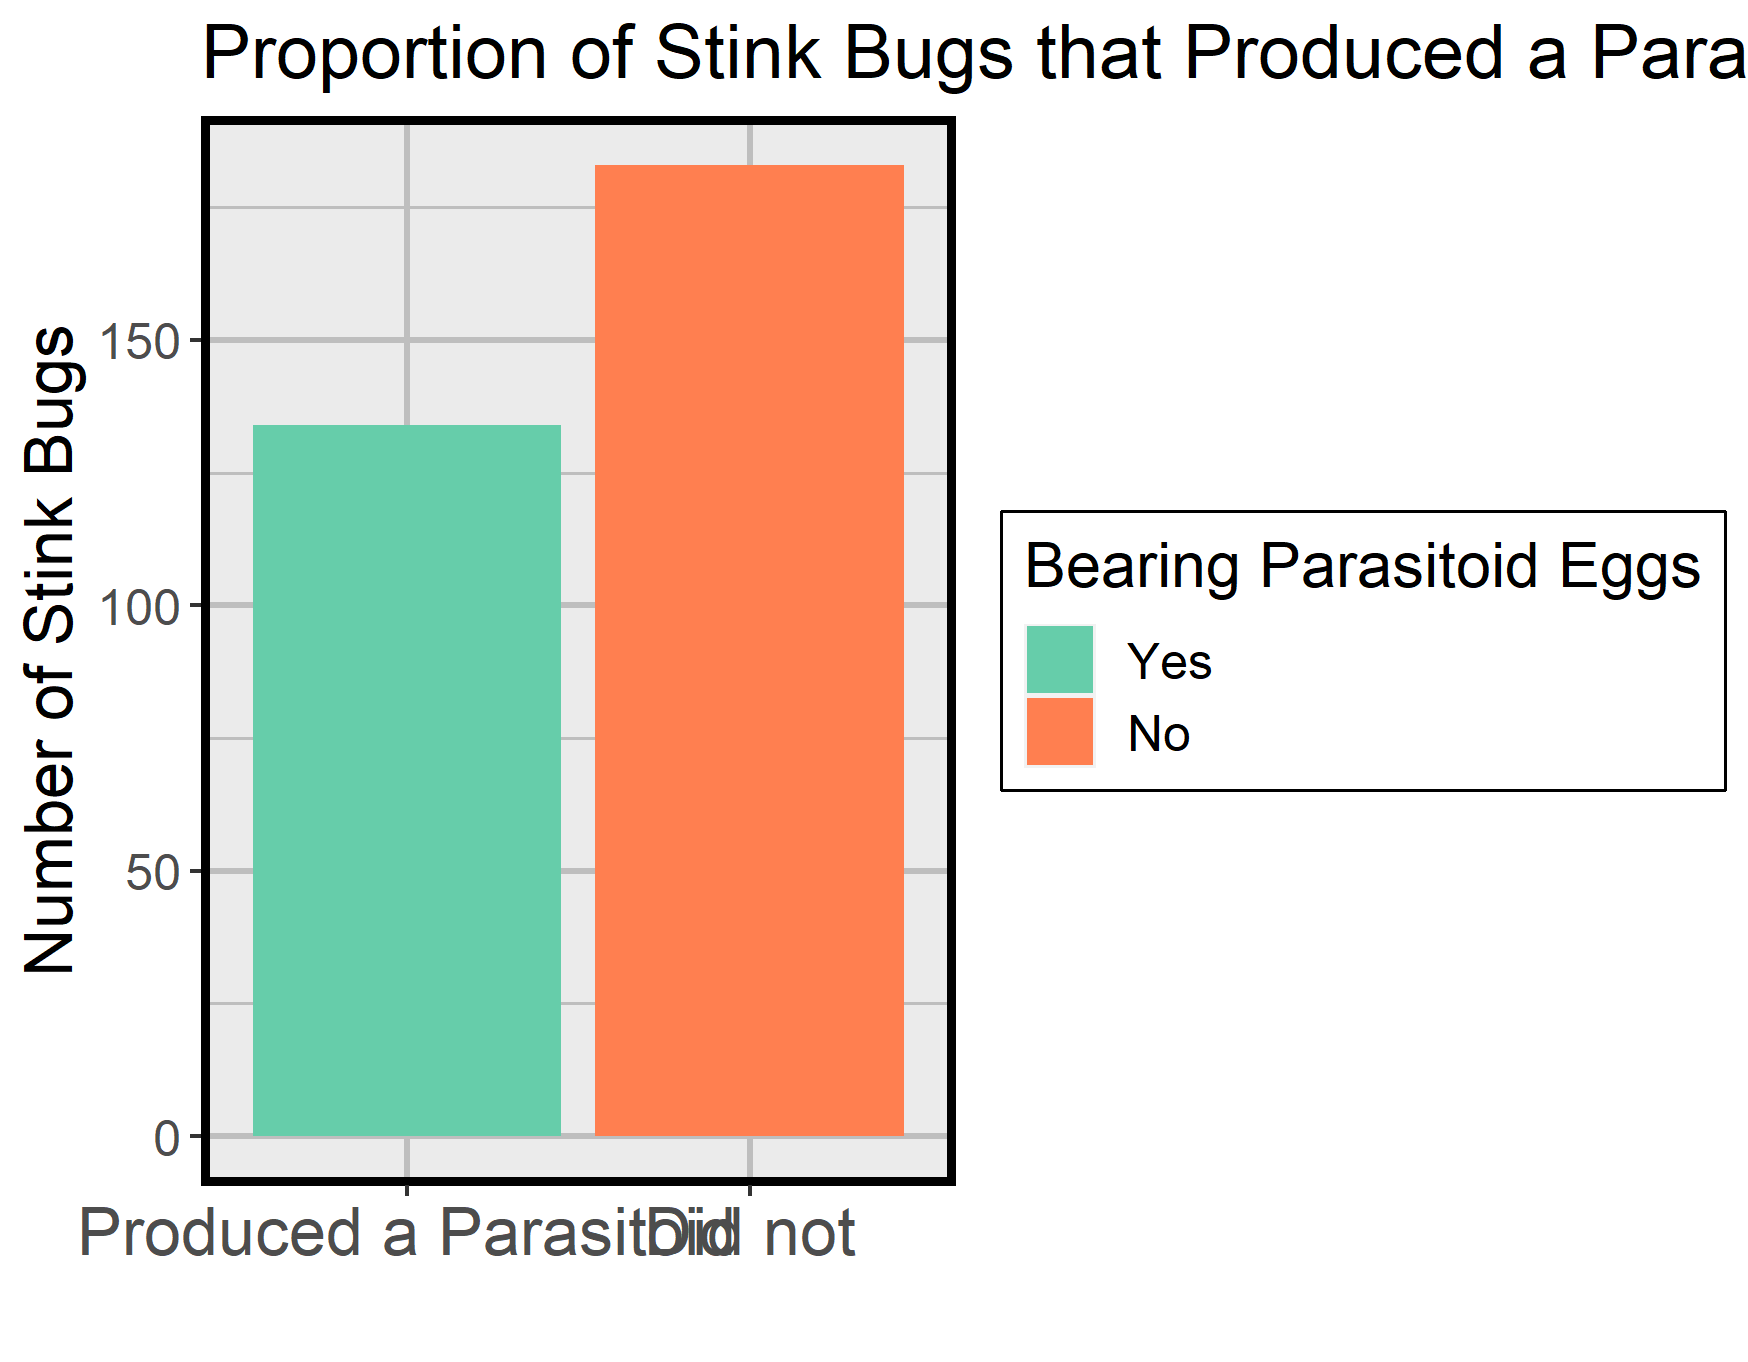 Proportion of Stink Bugs that Produced a Para
Number of Stink Bugs
150
100
50
0
Produced a Parasitoid
Did not
Bearing Parasitoid Eggs
Yes
No